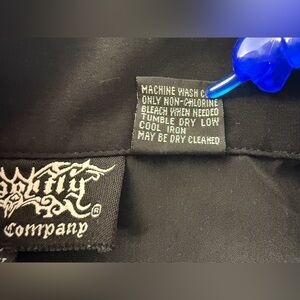 MACHINE WASH
ONLY NON-CHLORINE
BLEACH WHEN NEEDED
TUMBLE DRY LOW
COOL IRON
MAY BE DRY CLEANED
®
Company